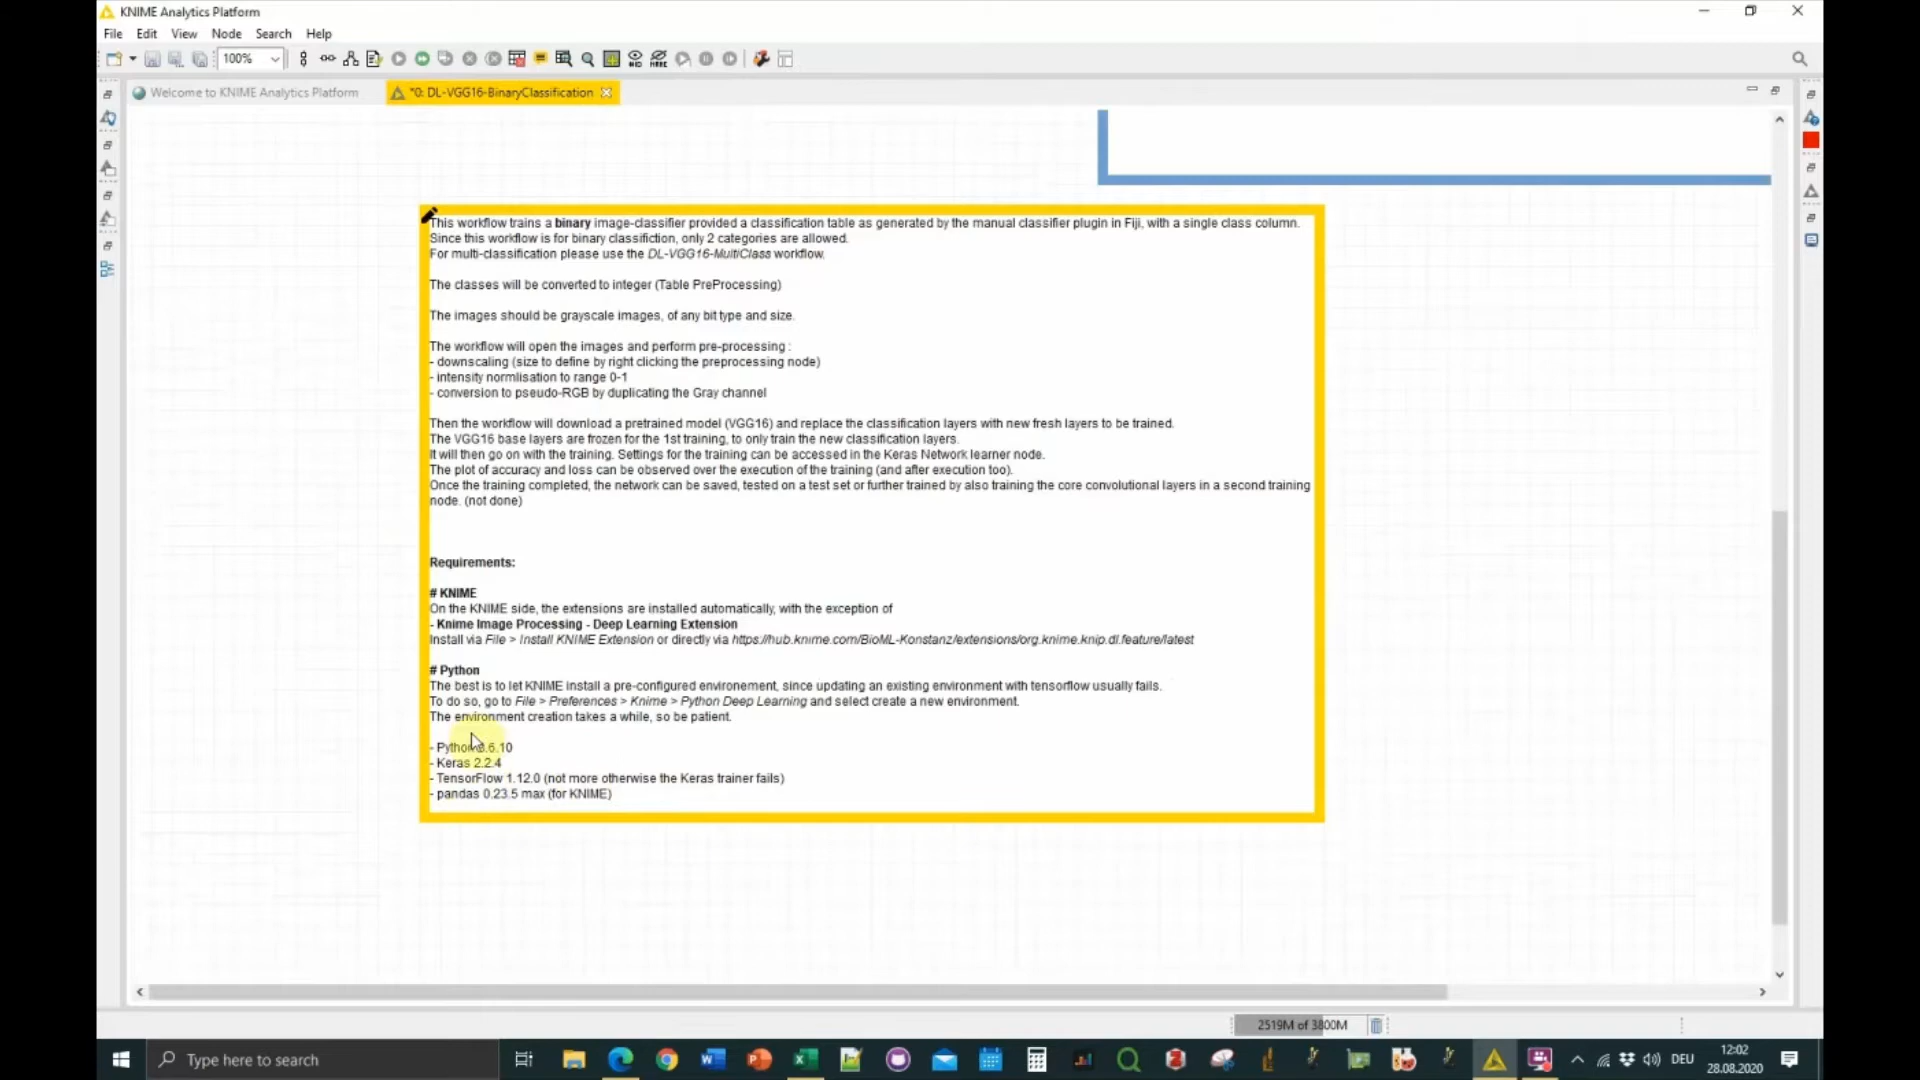 KNIME Analytics Platform
File Edit View Node Search Help
100%
Welcome to KNIME Analytics Platform
*0: DL-VGG16-BinaryClassification
This workflow trains a binary image-classifier provided a classification table as generated by the manual classifier plugin in Fiji, with a single class column.
Since this workflow is for binary classifiction, only 2 categories are allowed.
For multi-classification please use the DL-VGG16-MultiClass workflow.
The classes will be converted to integer (Table PreProcessing)
The images should be grayscale images, of any bit type and size.
The workflow will open the images and perform pre-processing :
- downscaling (size to define by right clicking the preprocessing node)
- intensity normlisation to range 0-1
- conversion to pseudo-RGB by duplicating the Gray channel
Then the workflow will download a pretrained model (VGG16) and replace the classification layers with new fresh layers to be trained.
The VGG16 base layers are frozen for the 1st training, to only train the new classification layers.
It will then go on with the training. Settings for the training can be accessed in the Keras Network learner node.
The plot of accuracy and loss can be observed over the execution of the training (and after execution too).
Once the training completed, the network can be saved, tested on a test set or further trained by also training the core convolutional layers in a second training
node. (not done)
Requirements:
# KNIME
On the KNIME side, the extensions are installed automatically, with the exception of
- Knime Image Processing - Deep Learning Extension
Install via File > Install KNIME Extension or directly via https://hub.knime.com/BioML-Konstanz/extensions/org.knime.knip.dl.feature/latest
# Python
The best is to let KNIME install a pre-configured environement, since updating an existing environment with tensorflow usually fails.
To do so, go to File > Preferences > Knime > Python Deep Learning and select create a new environment.
The environment creation takes a while, so be patient.
- Python 3.6.10
- Keras 2.2.4
- TensorFlow 1.12.0 (not more otherwise the Keras trainer fails)
- pandas 0.23.5 max (for KNIME)
2519M of 3800M
Type here to search
DEU
12:02
28.08.2020